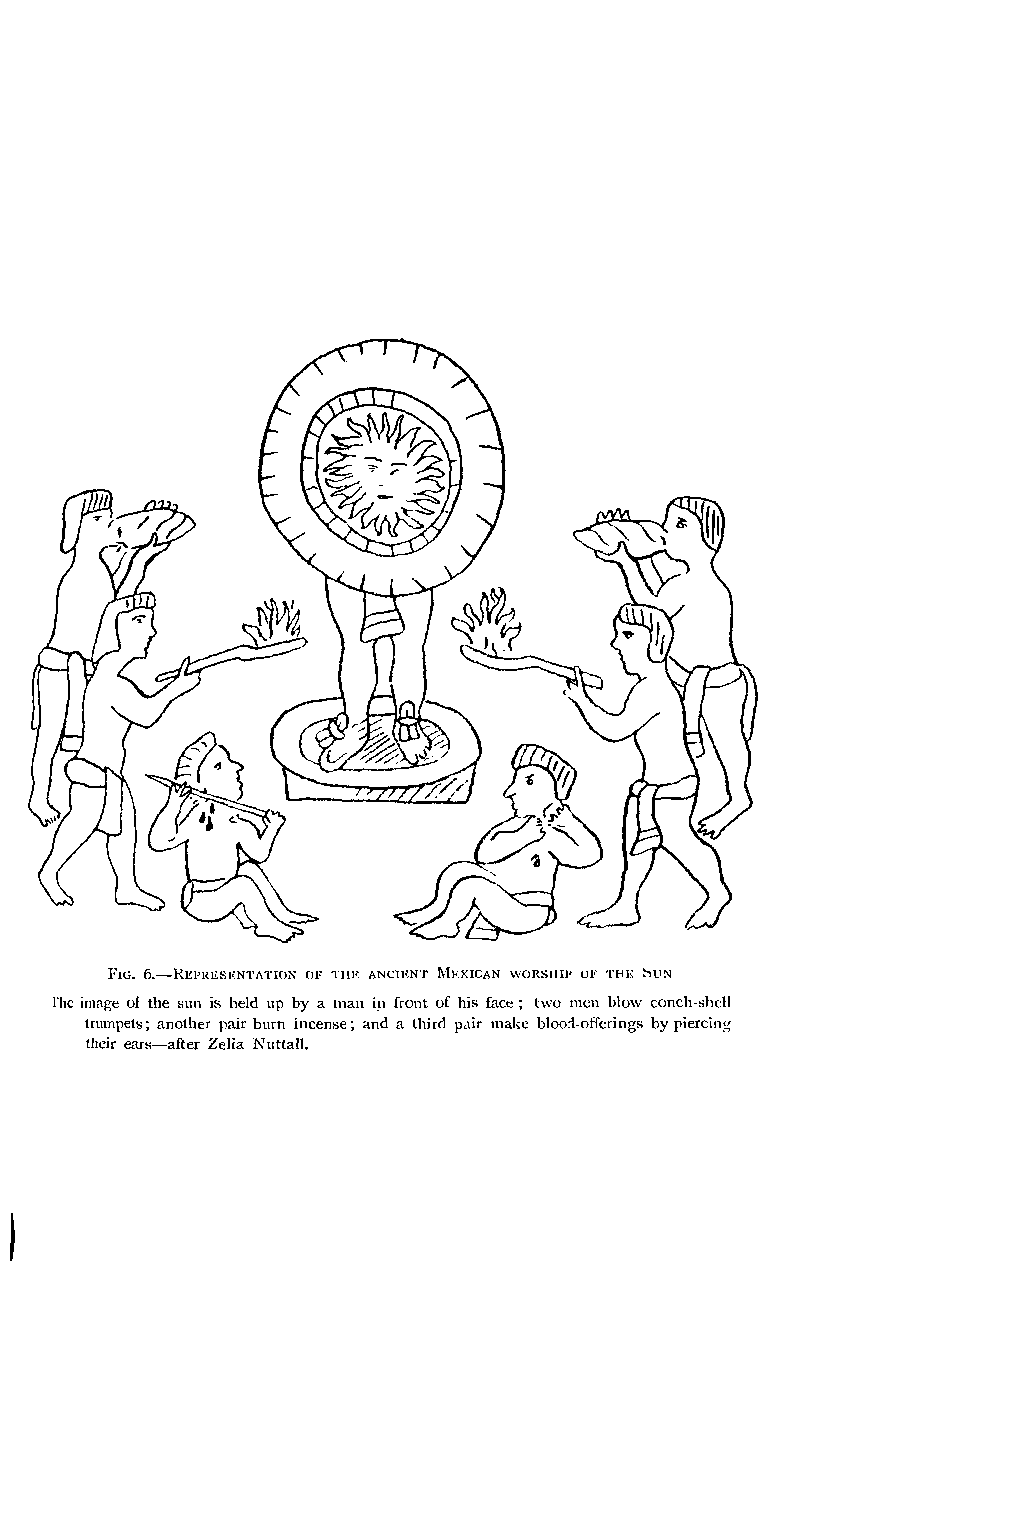 Fig. 6.—Representation of the ancient Mexican worship of the Sun
The image of the sun is held up by a man in front of his face; two men blow conch-shell
trumpets; another pair burn incense; and a third pair make blood-offerings by piercing
their ears—after Zelia Nuttall.